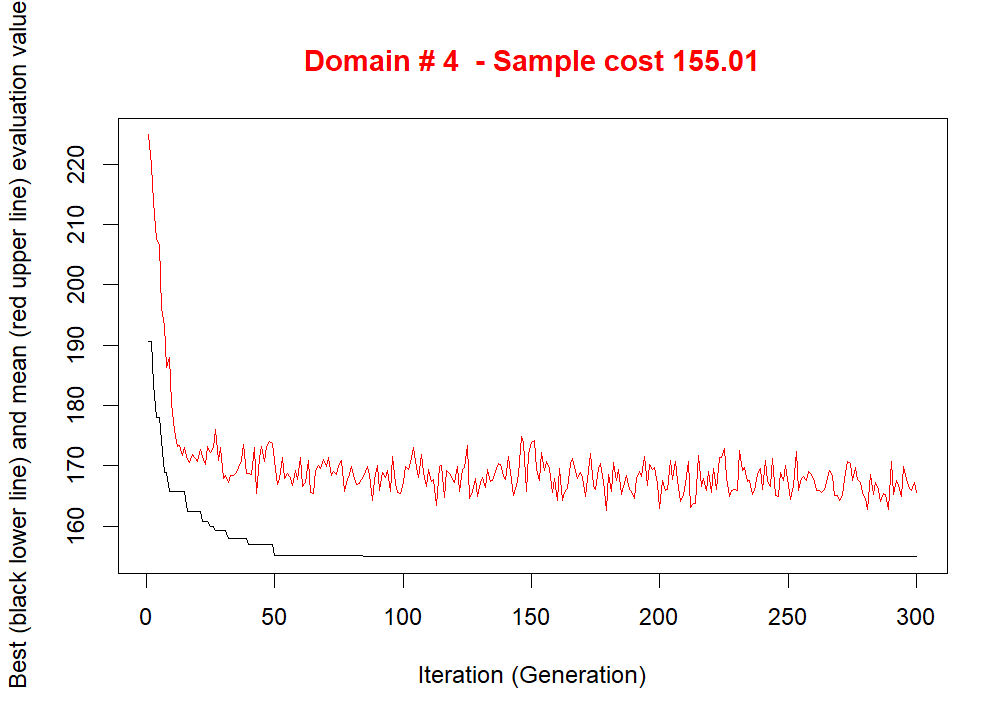 Domain # 4  - Sample cost 155.01
Best (black lower line) and mean (red upper line) evaluation value
220
210
200
190
180
170
160
0 50 100 150 200 250 300
Iteration (Generation)